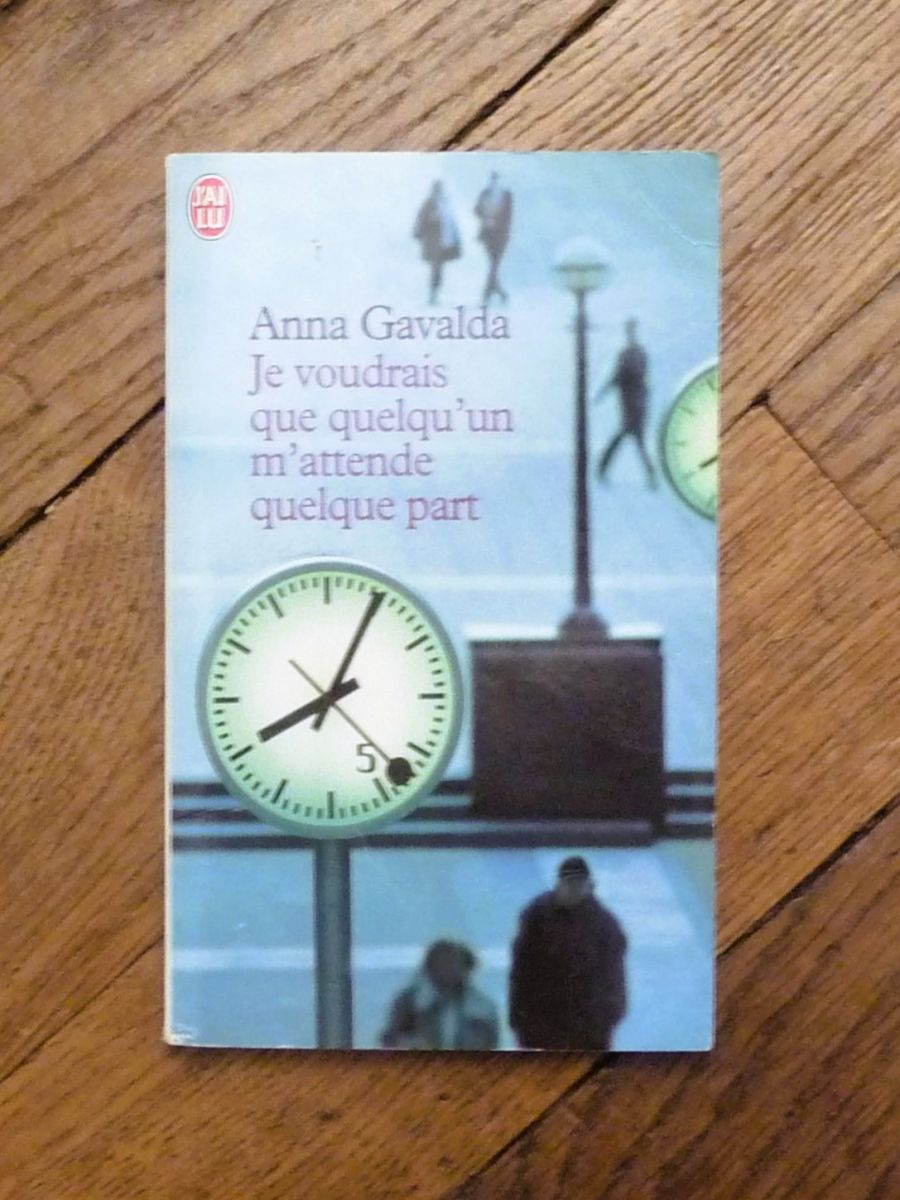 J'AI
LU
Anna Gavalda
Je voudrais
que quelqu'un
m'attende
quelque part
5